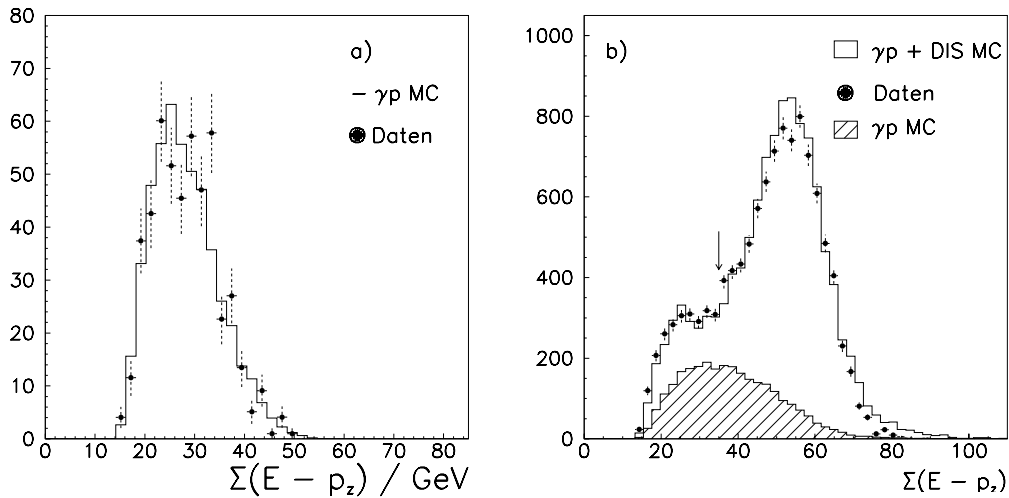 80
70
60
50
40
30
20
10
0
a)
– γp MC
Daten
0 10 20 30 40 50 60 70 80
Σ(E – p_z) / GeV
1000
800
600
400
200
0
b)
γp + DIS MC
Daten
γp MC
0 20 40 60 80 100
Σ(E – p_z)